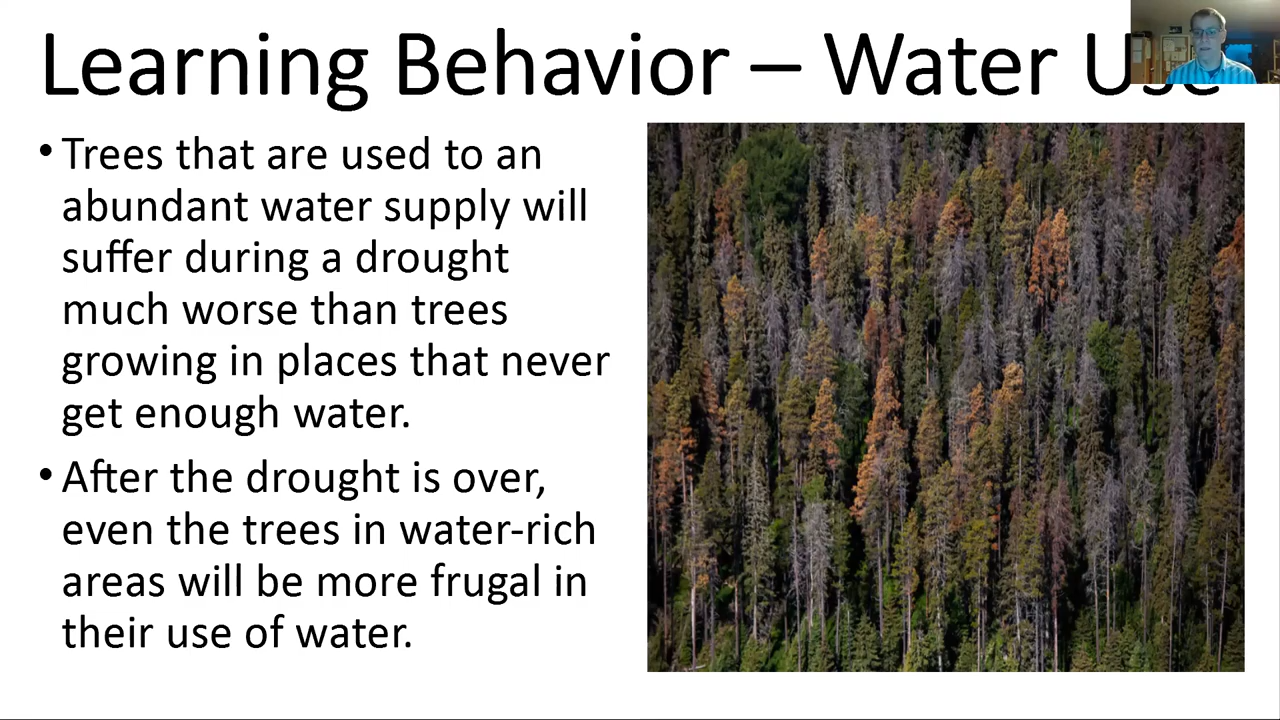 Learning Behavior – Water Use
• Trees that are used to an
abundant water supply will
suffer during a drought
much worse than trees
growing in places that never
get enough water.
• After the drought is over,
even the trees in water-rich
areas will be more frugal in
their use of water.